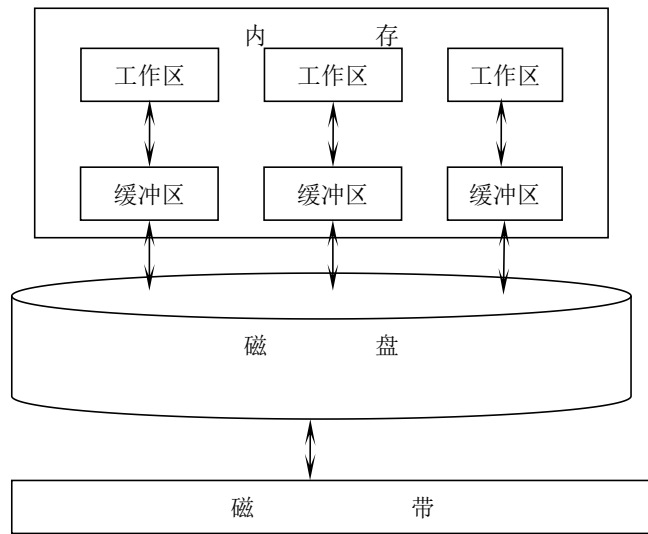 内 存
工作区 工作区 工作区
缓冲区 缓冲区 缓冲区
磁 盘
磁 带